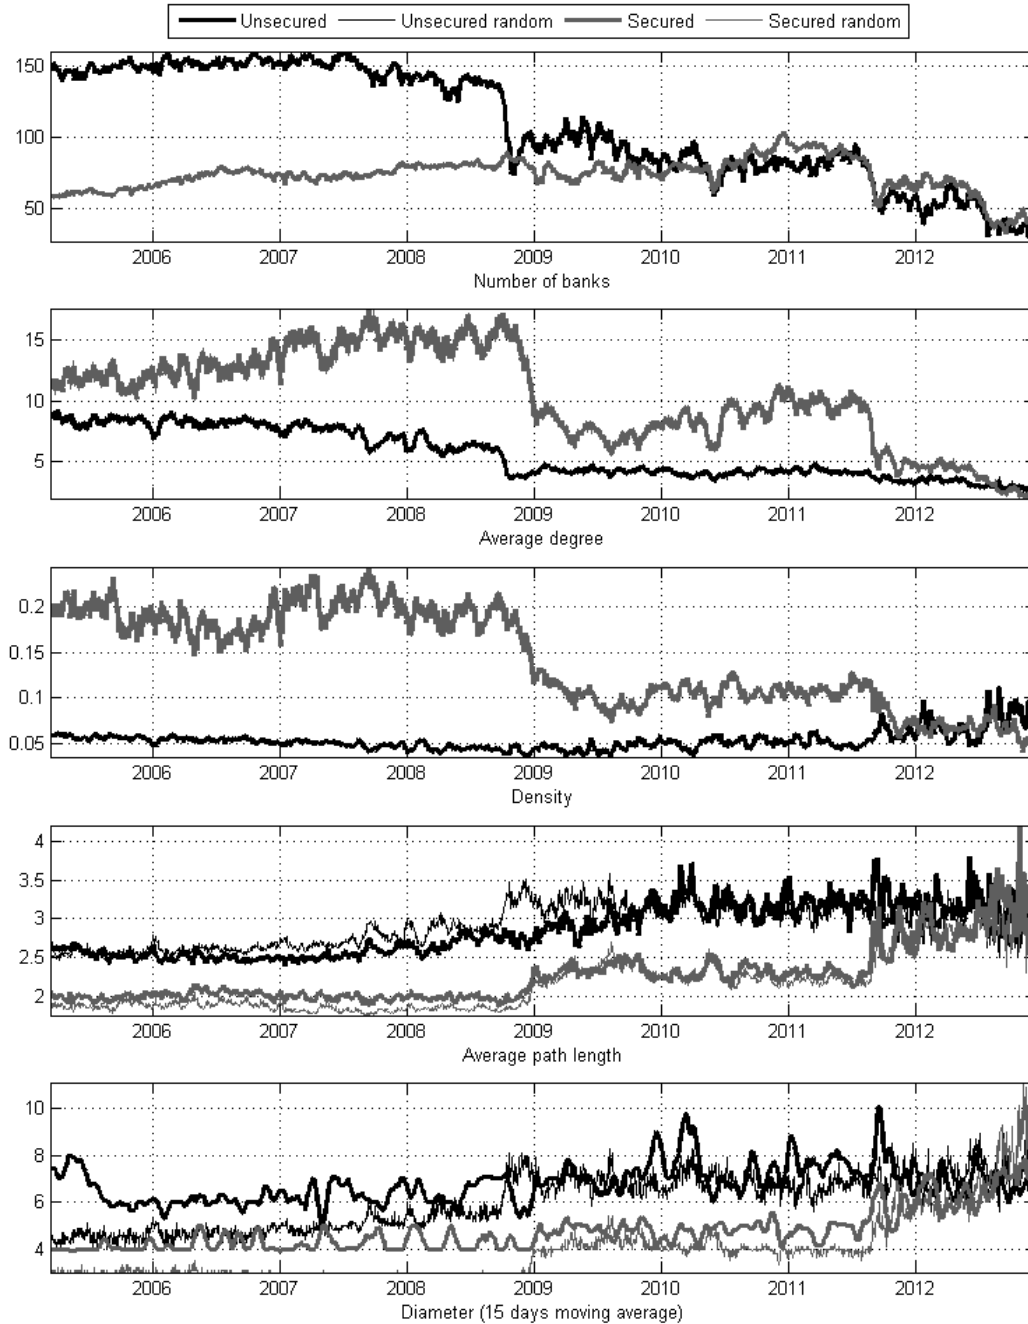 Unsecured Unsecured random Secured Secured random
150
100
50
2006 2007 2008 2009 2010 2011 2012
Number of banks
15
10
5
2006 2007 2008 2009 2010 2011 2012
Average degree
0.2
0.15
0.1
0.05
2006 2007 2008 2009 2010 2011 2012
Density
4
3.5
3
2.5
2
2006 2007 2008 2009 2010 2011 2012
Average path length
10
8
6
4
2006 2007 2008 2009 2010 2011 2012
Diameter (15 days moving average)